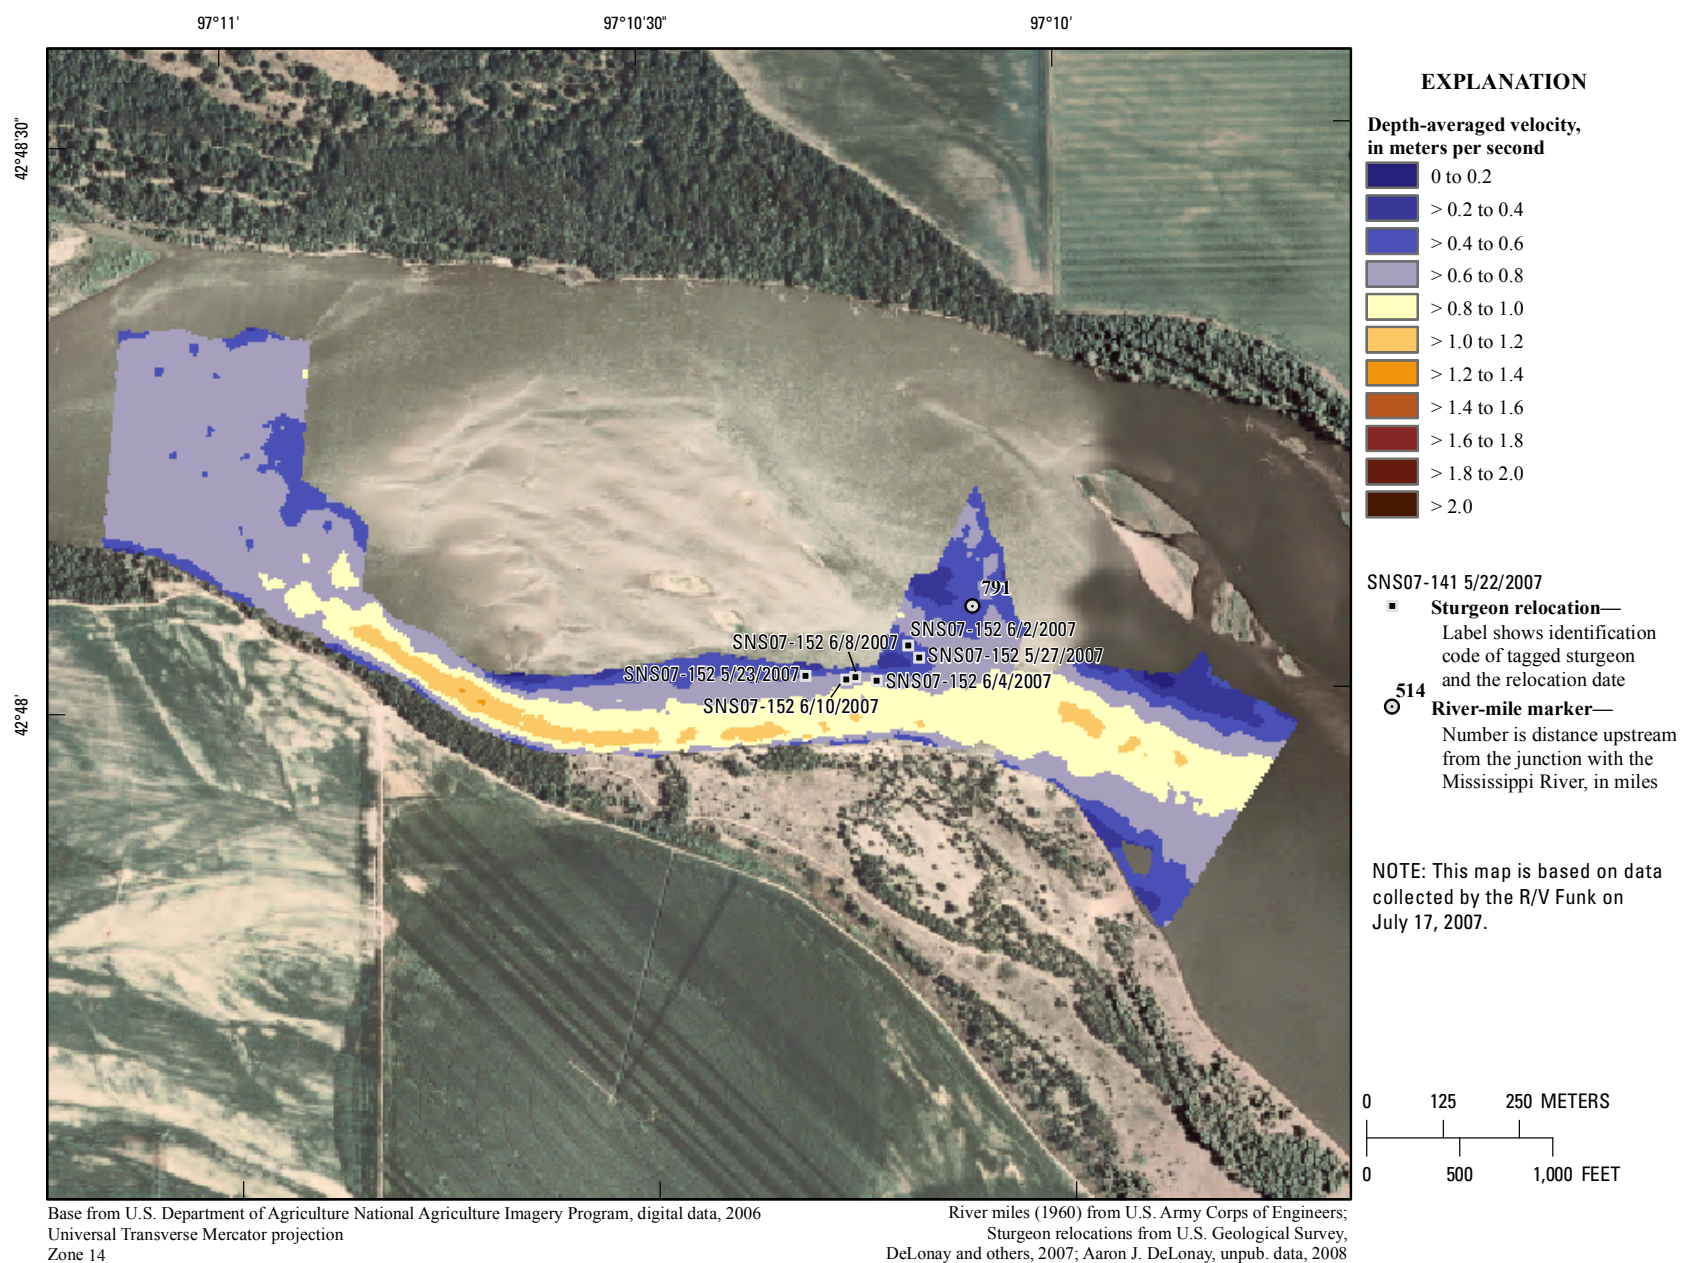 97°11'
97°10'30"
97°10'
42°48'30"
42°48'
791
SNS07-152 6/2/2007
SNS07-152 6/8/2007
SNS07-152 5/27/2007
SNS07-152 5/23/2007
SNS07-152 6/4/2007
SNS07-152 6/10/2007
EXPLANATION
Depth-averaged velocity,
in meters per second
0 to 0.2
> 0.2 to 0.4
> 0.4 to 0.6
> 0.6 to 0.8
> 0.8 to 1.0
> 1.0 to 1.2
> 1.2 to 1.4
> 1.4 to 1.6
> 1.6 to 1.8
> 1.8 to 2.0
> 2.0
SNS07-141 5/22/2007
Sturgeon relocation—
Label shows identification
code of tagged sturgeon
and the relocation date
514
River-mile marker—
Number is distance upstream
from the junction with the
Mississippi River, in miles
NOTE: This map is based on data
collected by the R/V Funk on
July 17, 2007.
0 125 250 METERS
0 500 1,000 FEET
Base from U.S. Department of Agriculture National Agriculture Imagery Program, digital data, 2006
Universal Transverse Mercator projection
Zone 14
River miles (1960) from U.S. Army Corps of Engineers;
Sturgeon relocations from U.S. Geological Survey,
DeLonay and others, 2007; Aaron J. DeLonay, unpub. data, 2008